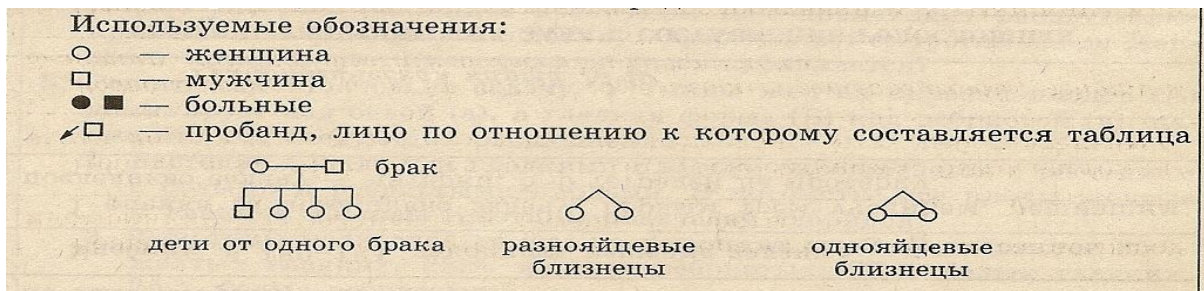 Используемые обозначения:
— женщина
— мужчина
— больные
— пробанд, лицо по отношению к которому составляется таблица
брак
дети от одного брака
разнояйцевые
близнецы
однояйцевые
близнецы